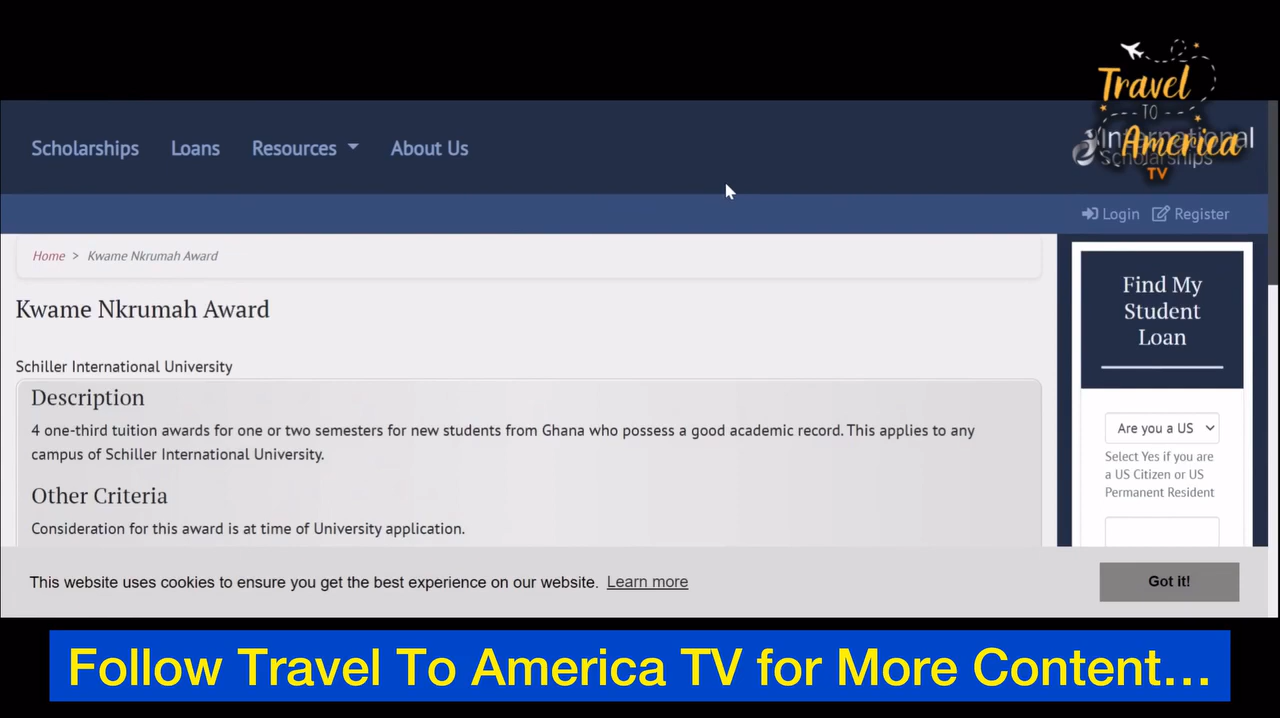 Travel
TO
America
TV
Scholarships Loans Resources About Us
International
Scholarships
Login Register
Home > Kwame Nkrumah Award
Kwame Nkrumah Award
Schiller International University
Description
4 one-third tuition awards for one or two semesters for new students from Ghana who possess a good academic record. This applies to any
campus of Schiller International University.
Other Criteria
Consideration for this award is at time of University application.
Find My
Student
Loan
Are you a US
Select Yes if you are
a US Citizen or US
Permanent Resident
This website uses cookies to ensure you get the best experience on our website. Learn more
Got it!
Follow Travel To America TV for More Content...